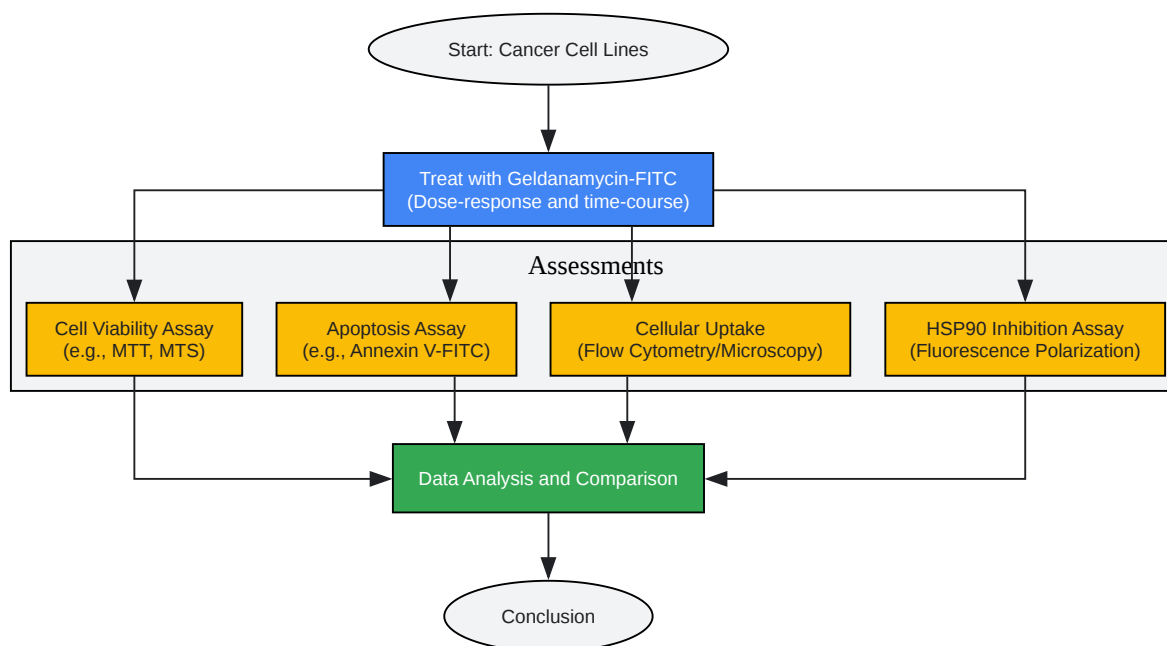 Start: Cancer Cell Lines
Treat with Geldanamycin-FITC
(Dose-response and time-course)
Assessments
Cell Viability Assay
(e.g., MTT, MTS)
Apoptosis Assay
(e.g., Annexin V-FITC)
Cellular Uptake
(Flow Cytometry/Microscopy)
HSP90 Inhibition Assay
(Fluorescence Polarization)
Data Analysis and Comparison
Conclusion